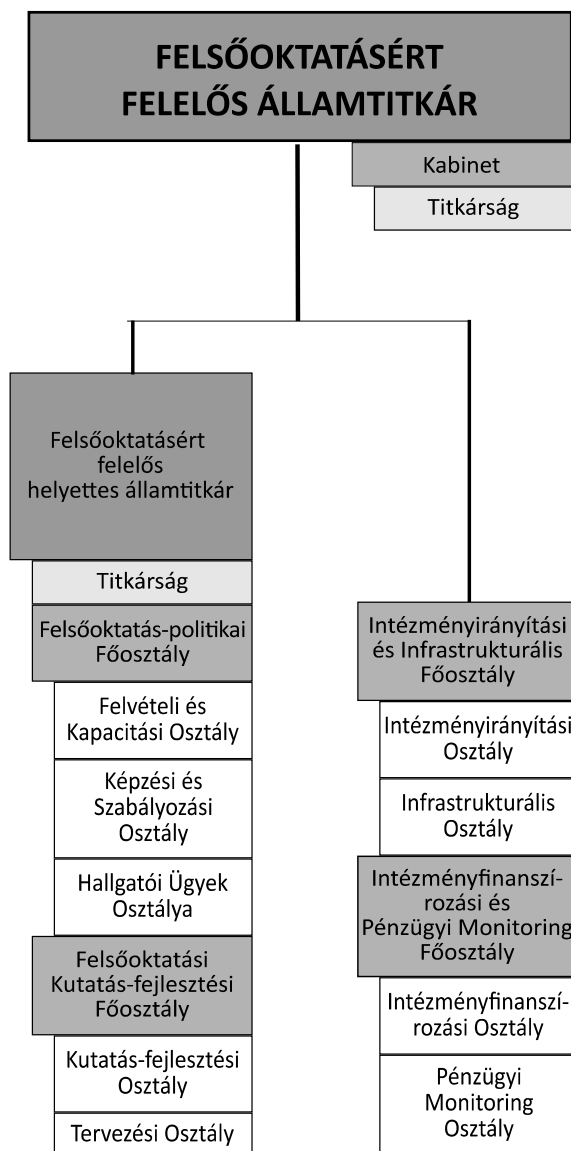 FELSŐOKTATÁSÉRT
FELELŐS ÁLLAMTITKÁR
Kabinet
Titkárság
Felsőoktatásért
felelős
helyettes államtitkár
Titkárság
Felsőoktatás-politikai
Főosztály
Felvételi és
Kapacitási Osztály
Képzési és
Szabályozási
Osztály
Hallgatói Ügyek
Osztálya
Felsőoktatási
Kutatás-fejlesztési
Főosztály
Kutatás-fejlesztési
Osztály
Tervezési Osztály
Intézményirányítási
és Infrastrukturális
Főosztály
Intézményirányítási
Osztály
Infrastrukturális
Osztály
Intézményfinanszí-
rozási és
Pénzügyi Monitoring
Főosztály
Intézményfinanszí-
rozási Osztály
Pénzügyi
Monitoring
Osztály